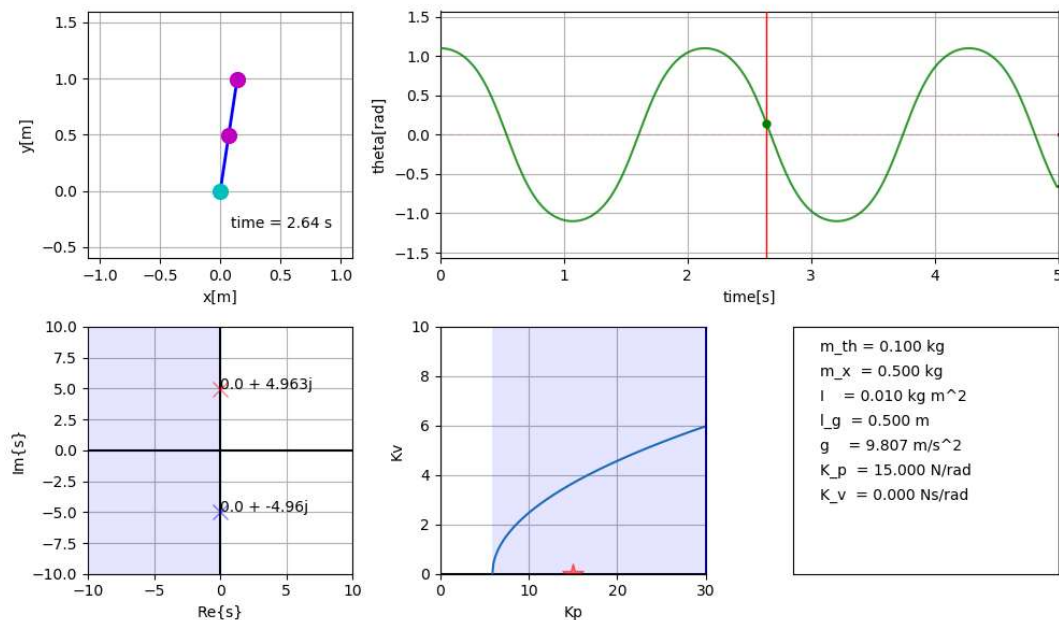 1.5
1.0
0.5
0.0
−0.5
y[m]
time = 2.64 s
−1.0
−0.5
0.0
0.5
1.0
x[m]
1.5
1.0
0.5
0.0
−0.5
−1.0
−1.5
theta[rad]
0
1
2
3
4
5
time[s]
10.0
7.5
5.0
2.5
0.0
−2.5
−5.0
−7.5
−10.0
Im{s}
0.0 + 4.963j
0.0 + -4.96j
−10
−5
0
5
10
Re{s}
10
8
6
4
2
0
Kv
0
10
20
30
Kp
m_th = 0.100 kg
m_x = 0.500 kg
I = 0.010 kg m^2
l_g = 0.500 m
g = 9.807 m/s^2
K_p = 15.000 N/rad
K_v = 0.000 Ns/rad